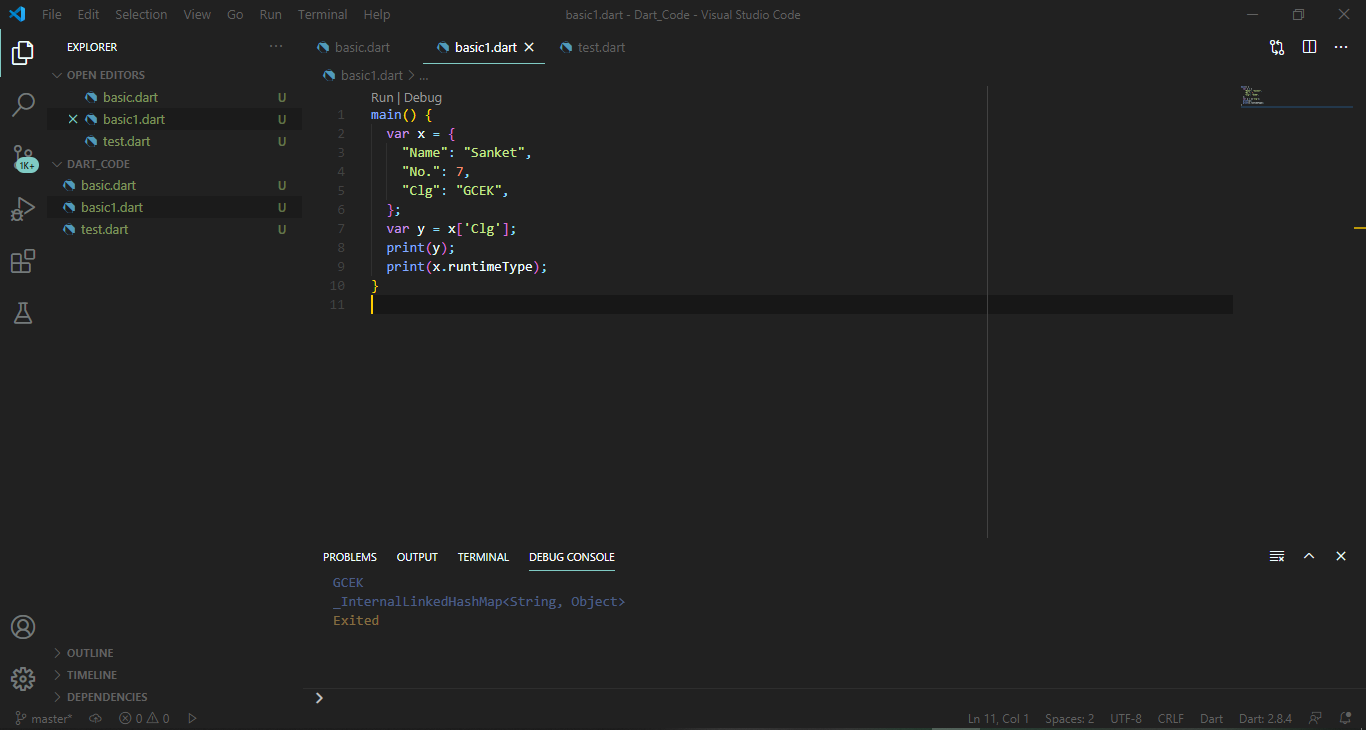 File Edit Selection View Go Run Terminal Help basic1.dart - Dart_Code - Visual Studio Code
EXPLORER
OPEN EDITORS
basic.dart U
basic1.dart U
test.dart U
DART_CODE
basic.dart U
basic1.dart U
test.dart U
1K+
OUTLINE
TIMELINE
DEPENDENCIES
basic.dart basic1.dart test.dart
basic1.dart > ...
Run | Debug
1 main() {
2 var x = {
3 "Name": "Sanket",
4 "No.": 7,
5 "Clg": "GCEK",
6 };
7 var y = x['Clg'];
8 print(y);
9 print(x.runtimeType);
10 }
11
PROBLEMS OUTPUT TERMINAL DEBUG CONSOLE
GCEK
_InternalLinkedHashMap<String, Object>
Exited
master* 0 0 Ln 11, Col 1 Spaces: 2 UTF-8 CRLF Dart Dart: 2.8.4